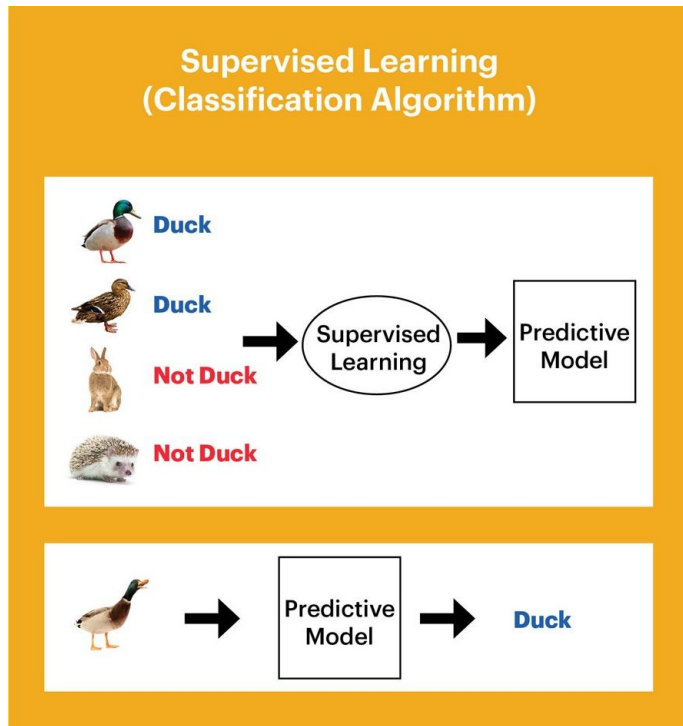 Supervised Learning
(Classification Algorithm)
Duck
Duck
Not Duck
Not Duck
Supervised
Learning
Predictive
Model
Predictive
Model
Duck